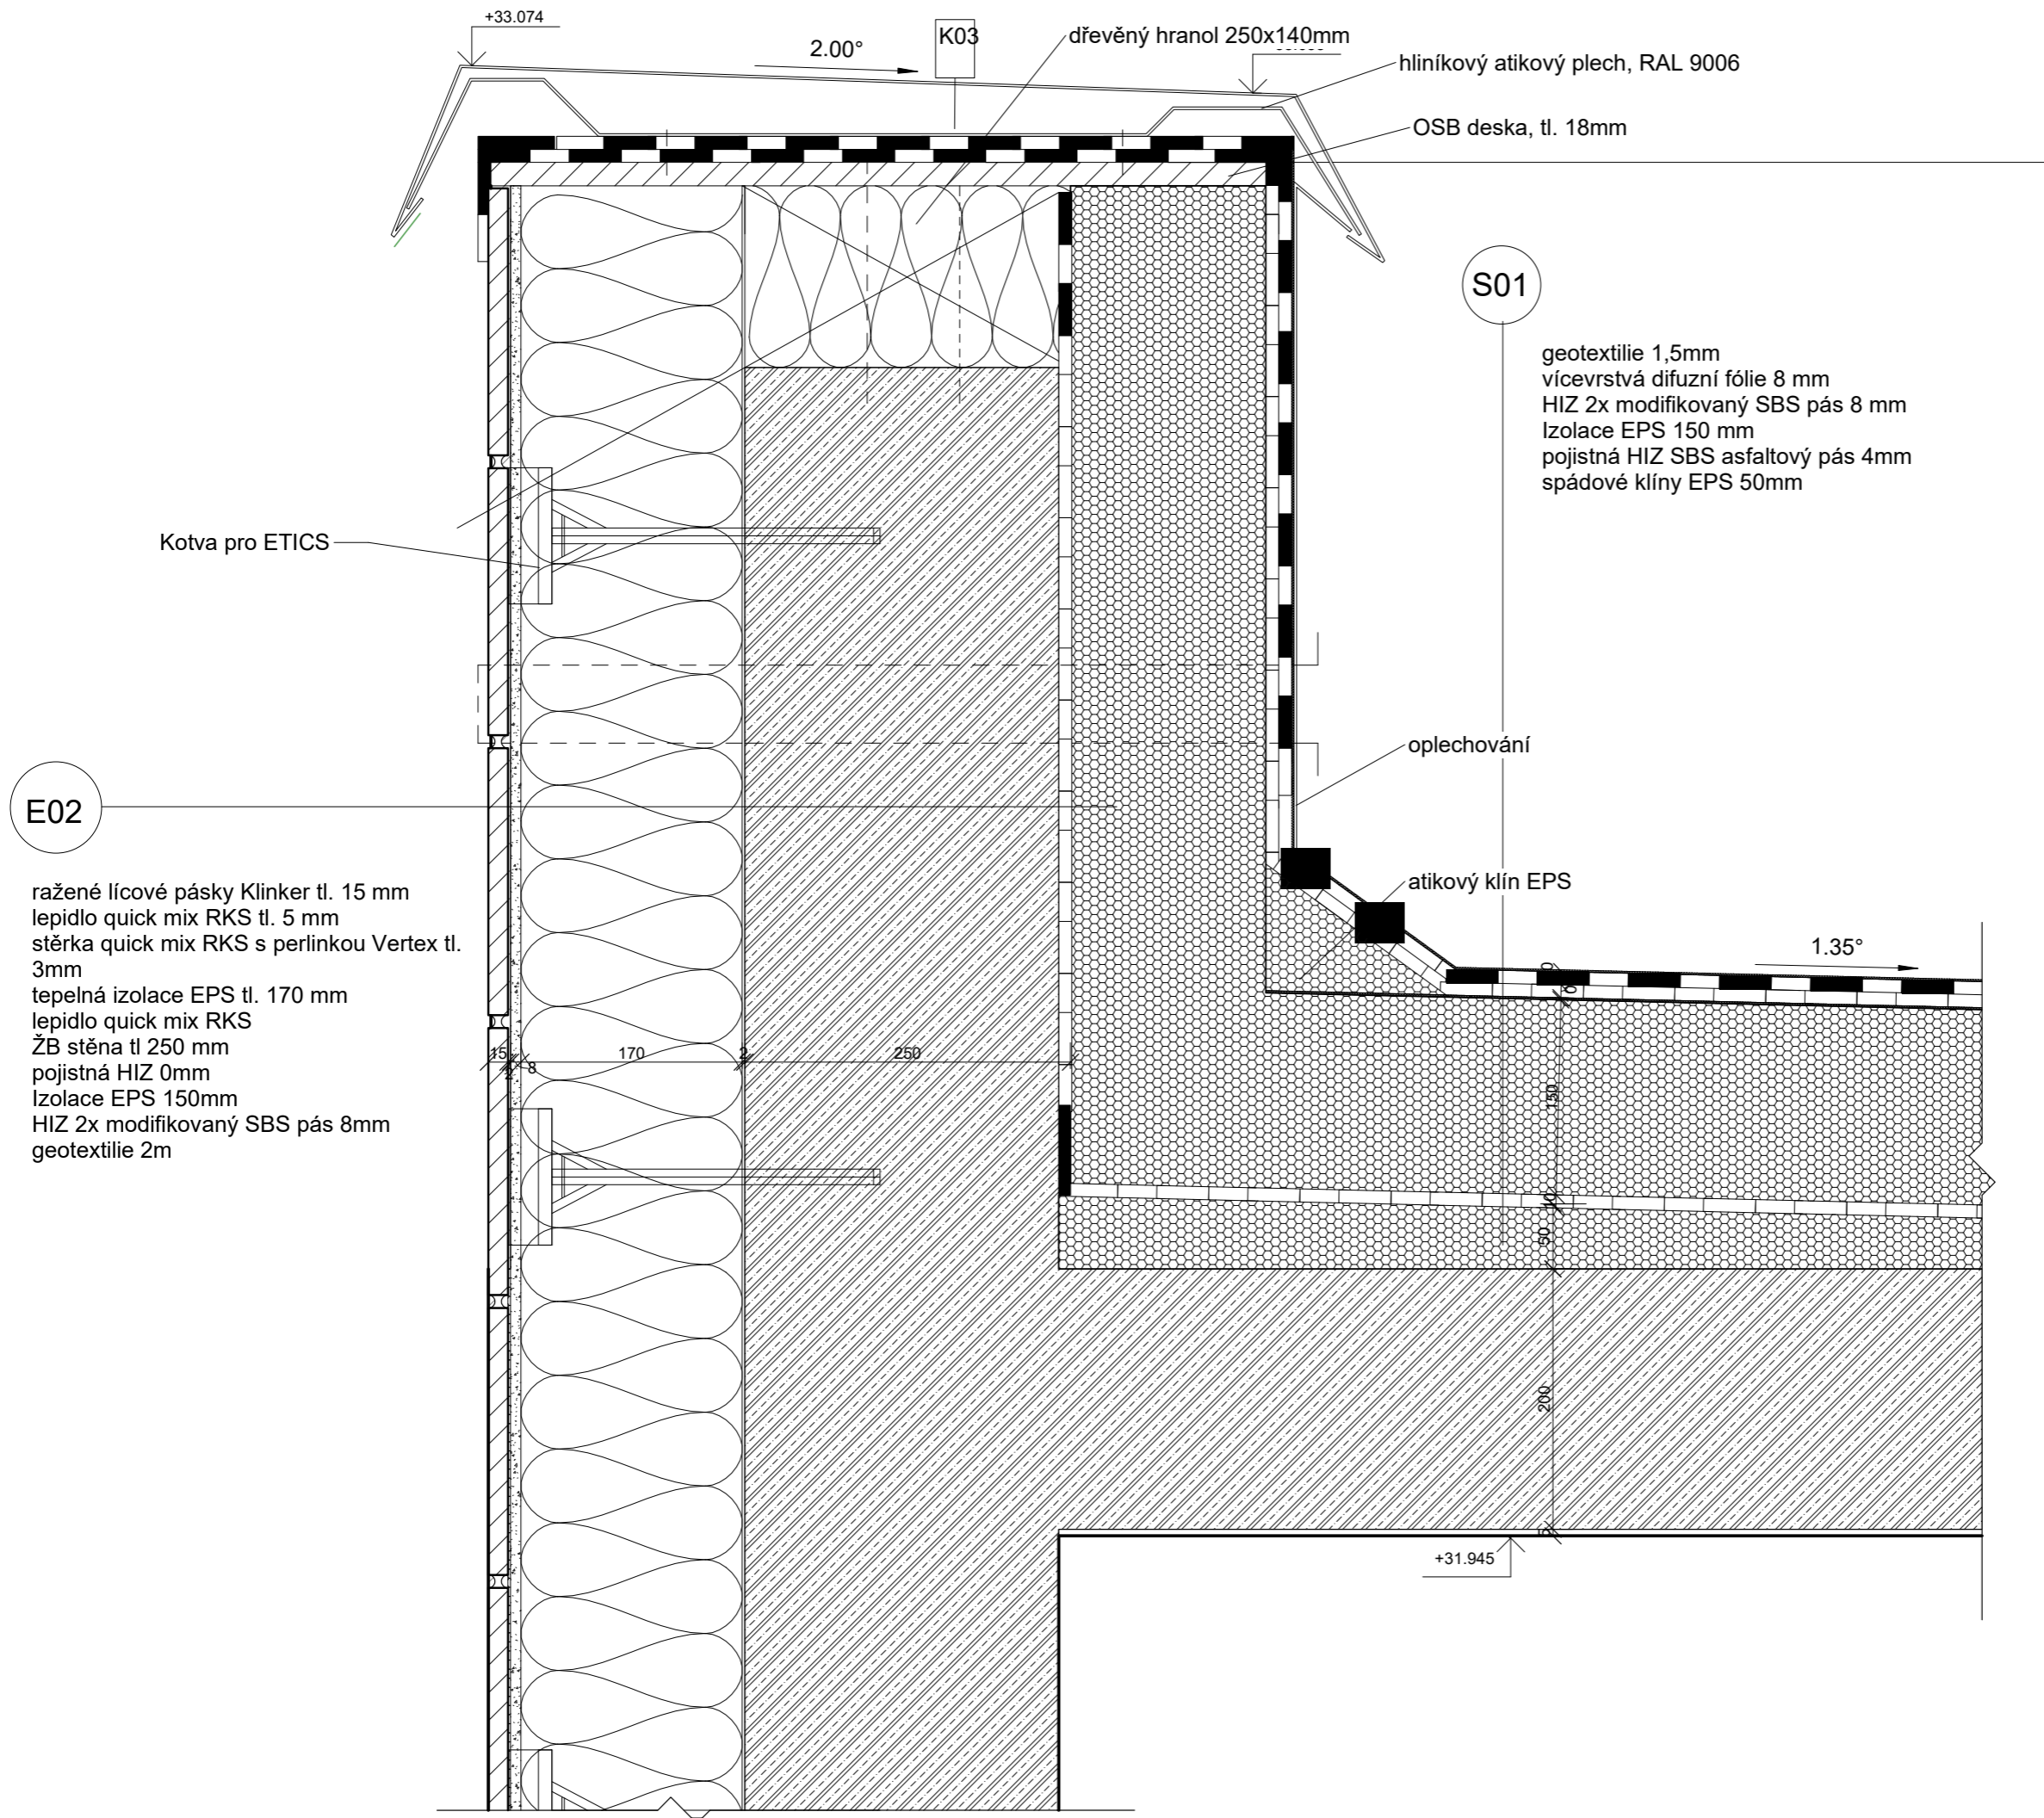 +33.074
2.00°
K03
dřevěný hranol 250x140mm
hliníkový atikový plech, RAL 9006
OSB deska, tl. 18mm
S01
geotextilie 1,5mm
vícevrstvá difuzní fólie 8 mm
HIZ 2x modifikovaný SBS pás 8 mm
Izolace EPS 150 mm
pojistná HIZ SBS asfaltový pás 4mm
spádové klíny EPS 50mm
Kotva pro ETICS
oplechování
E02
atikový klín EPS
ražené lícové pásky Klinker tl. 15 mm
lepidlo quick mix RKS tl. 5 mm
stěrka quick mix RKS s perlinkou Vertex tl.
3mm
tepelná izolace EPS tl. 170 mm
lepidlo quick mix RKS
ŽB stěna tl 250 mm
pojistná HIZ 0mm
Izolace EPS 150mm
HIZ 2x modifikovaný SBS pás 8mm
geotextilie 2m
1.35°
15
2
8
170
2
250
150
10
50
200
5
+31.945